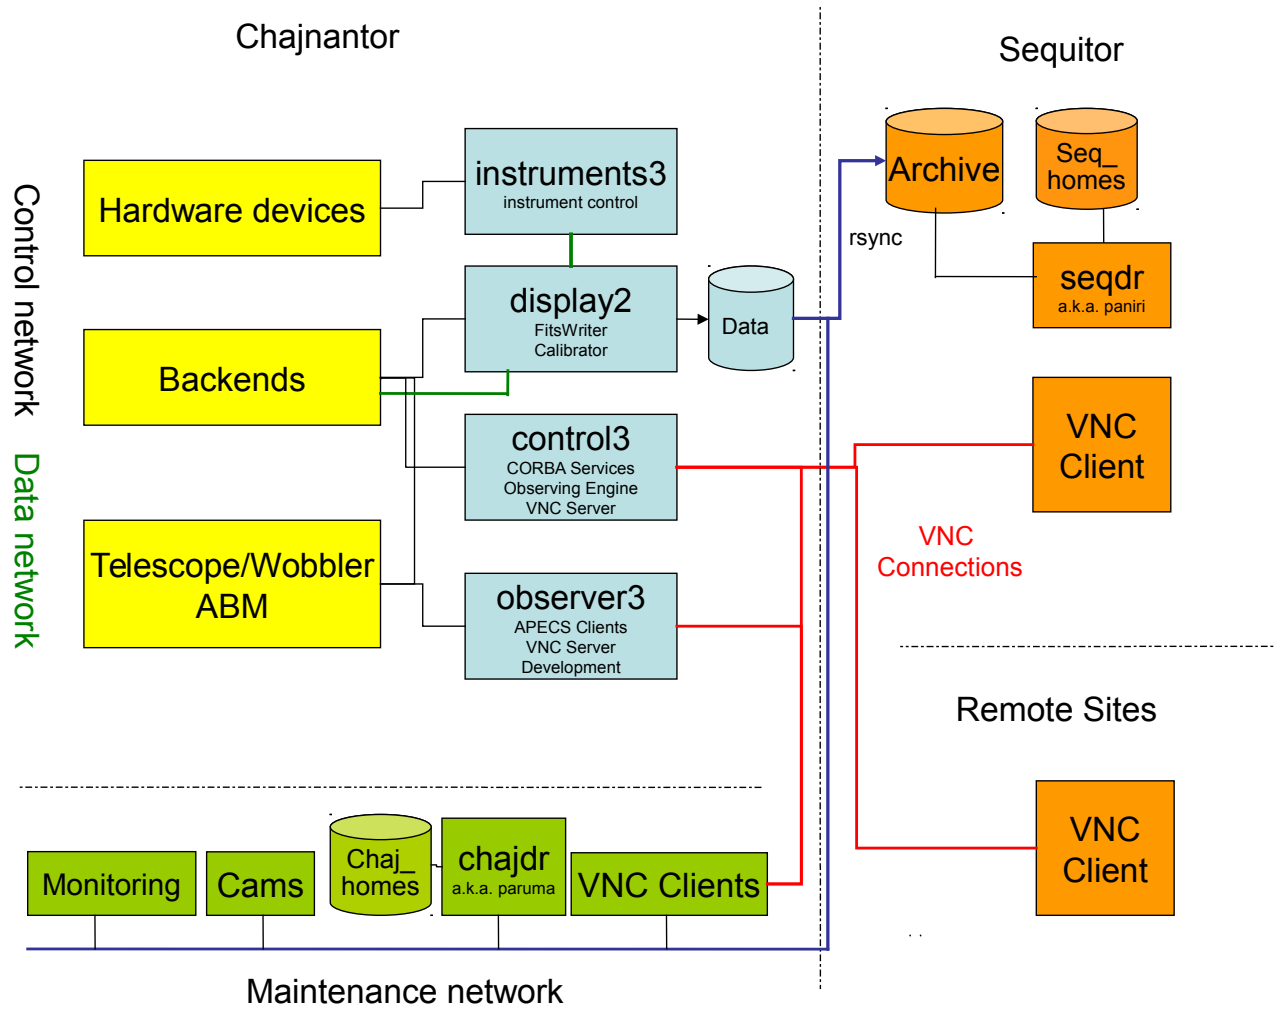 Chajnantor
Sequitor
Control network
Data network
Hardware devices
Backends
Telescope/Wobbler
ABM
instruments3
instrument control
display2
FitsWriter
Calibrator
Data
control3
CORBA Services
Observing Engine
VNC Server
observer3
APECS Clients
VNC Server
Development
rsync
Archive
Seq_
homes
seqdr
a.k.a. paniri
VNC
Client
VNC
Connections
Remote Sites
VNC
Client
Monitoring
Cams
Chaj_
homes
chajdr
a.k.a. paruma
VNC Clients
Maintenance network